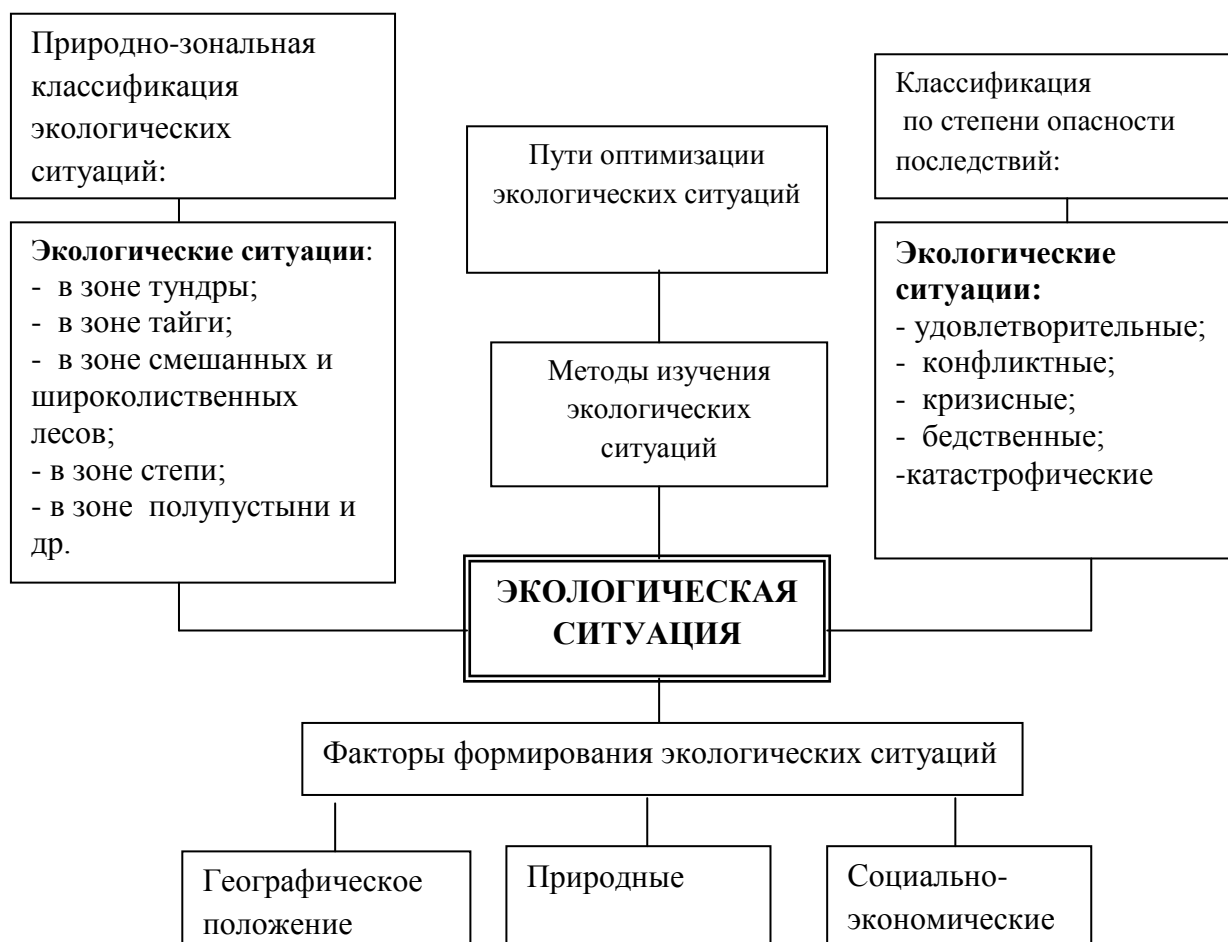 Природно-зональная
классификация
экологических
ситуаций:
Экологические ситуации:
- в зоне тундры;
- в зоне тайги;
- в зоне смешанных и
широколиственных
лесов;
- в зоне степи;
- в зоне полупустыни и
др.
Пути оптимизации
экологических ситуаций
Методы изучения
экологических
ситуаций
Классификация
по степени опасности
последствий:
Экологические
ситуации:
- удовлетворительные;
- конфликтные;
- кризисные;
- бедственные;
-катастрофические
ЭКОЛОГИЧЕСКАЯ
СИТУАЦИЯ
Факторы формирования экологических ситуаций
Географическое
положение
Природные
Социально-
экономические